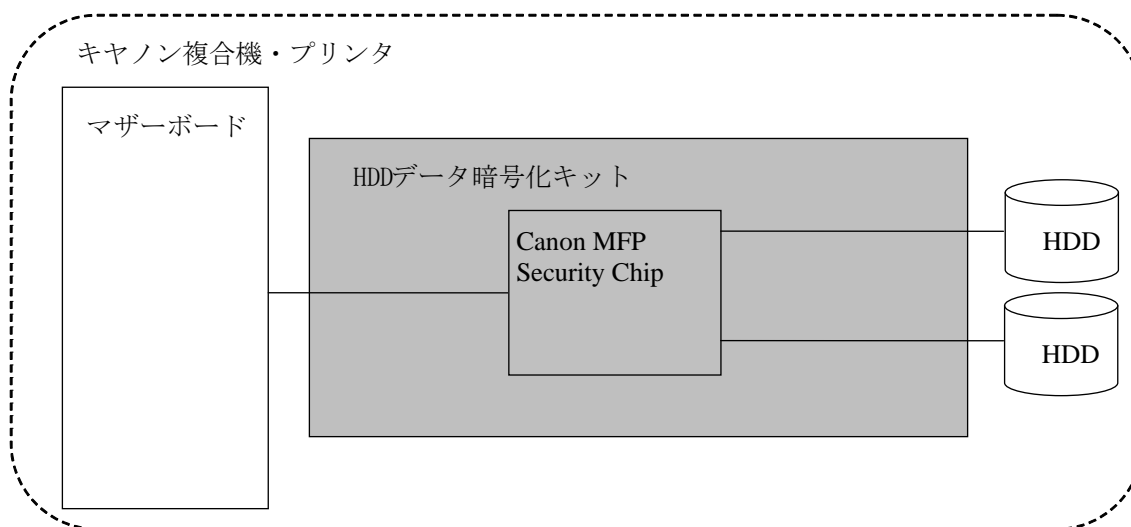 キヤノン複合機・プリンタ
マザーボード
HDDデータ暗号化キット
Canon MFP
Security Chip
HDD
HDD